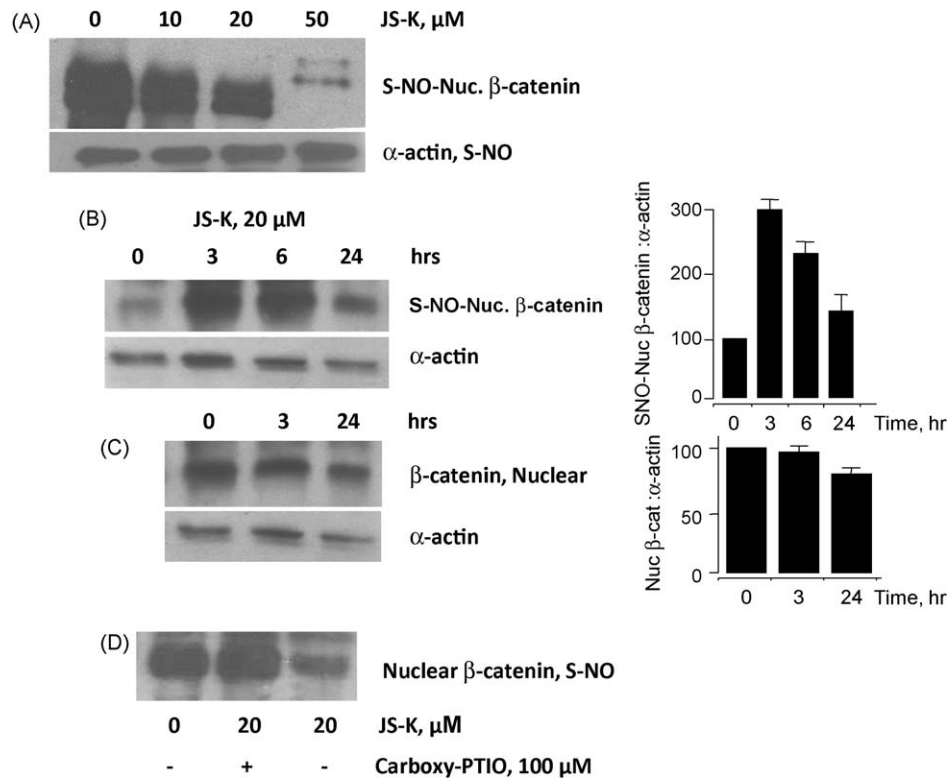 (A)
0 10 20 50 JS-K, µM
S-NO-Nuc. β-catenin
α-actin, S-NO
(B)
JS-K, 20 µM
0 3 6 24 hrs
S-NO-Nuc. β-catenin
α-actin
SNO-Nuc β-catenin :α-actin
300
200
100
0
0 3 6 24 Time, hr
(C)
0 3 24 hrs
β-catenin, Nuclear
α-actin
Nuc β-cat :α-actin
100
50
0
0 3 24 Time, hr
(D)
Nuclear β-catenin, S-NO
0 20 20 JS-K, µM
- + - Carboxy-PTIO, 100 µM